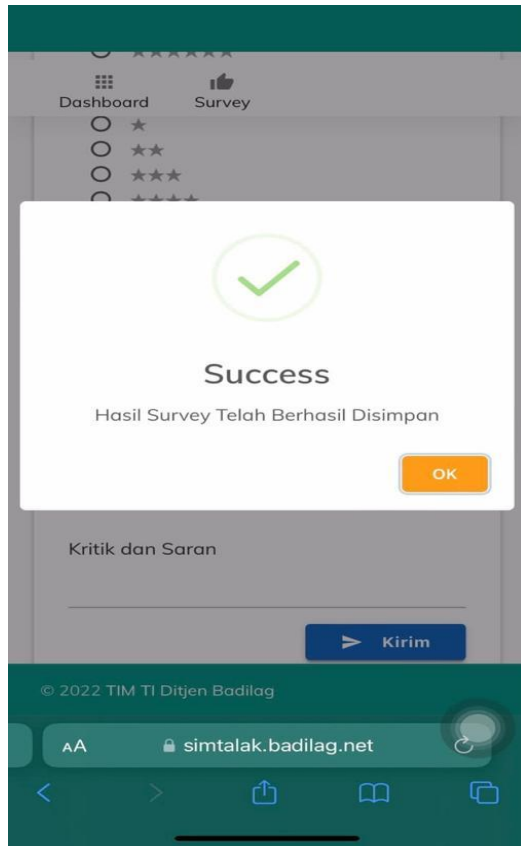 Dashboard
Survey
Success
Hasil Survey Telah Berhasil Disimpan
OK
Kritik dan Saran
Kirim
© 2022 TIM TI Ditjen Badilag
AA
simtalak.badilag.net